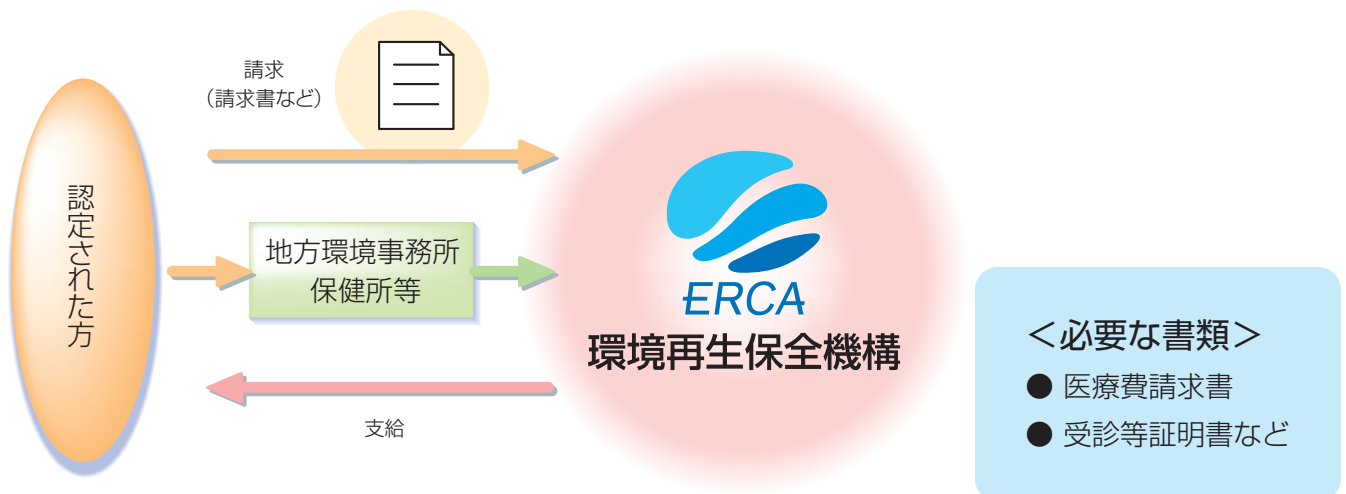 請求
（請求書など）
認定された方
地方環境事務所
保健所等
支給
ERCA
環境再生保全機構
＜必要な書類＞
● 医療費請求書
● 受診等証明書など